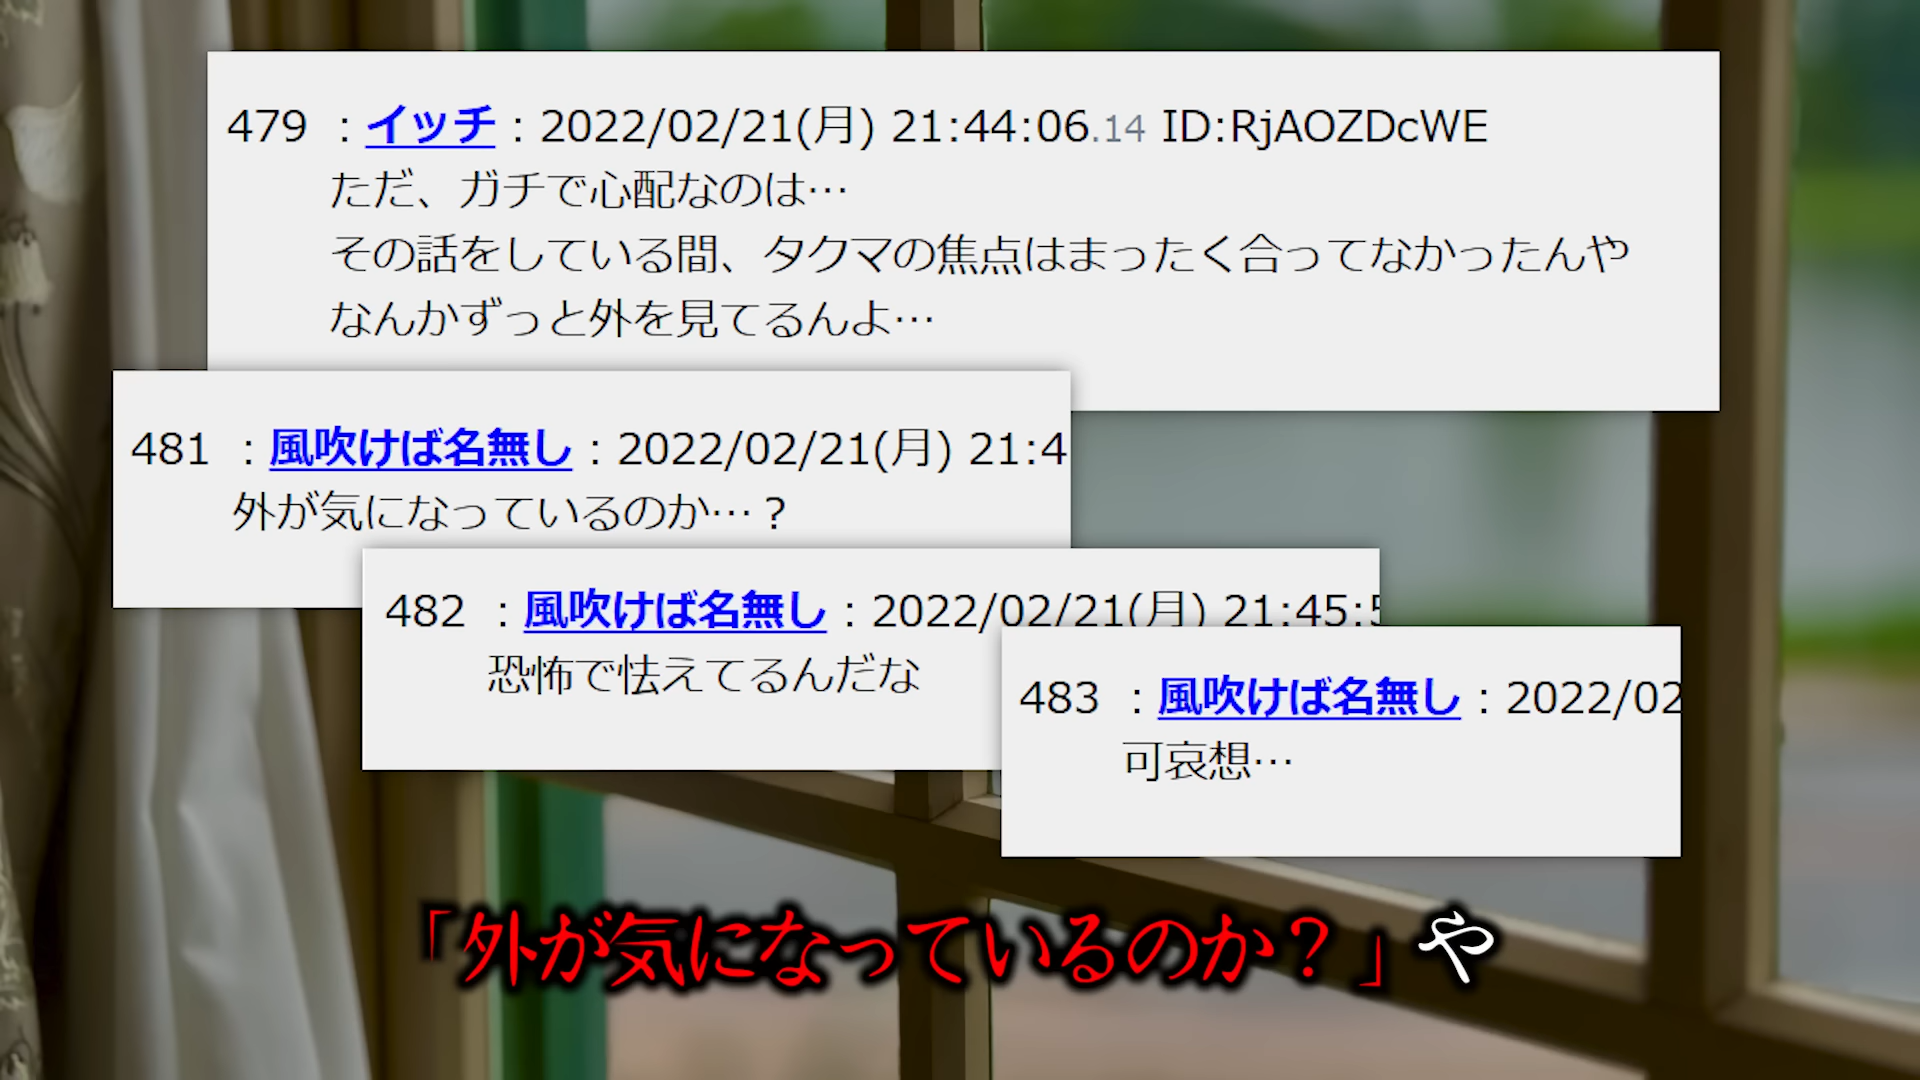 479 ：イッチ：2022/02/21(月) 21:44:06.14 ID:RjAOZDcWE
ただ、ガチで心配なのは…
その話をしている間、タクマの焦点はまったく合ってなかったんや
なんかずっと外を見てるんよ…
481 ：風吹けば名無し：2022/02/21(月) 21:4
外が気になっているのか…？
482 ：風吹けば名無し：2022/02/21(月) 21:45:5
恐怖で怯えてるんだな
483 ：風吹けば名無し：2022/02
可哀想…
「外が気になっているのか？」や